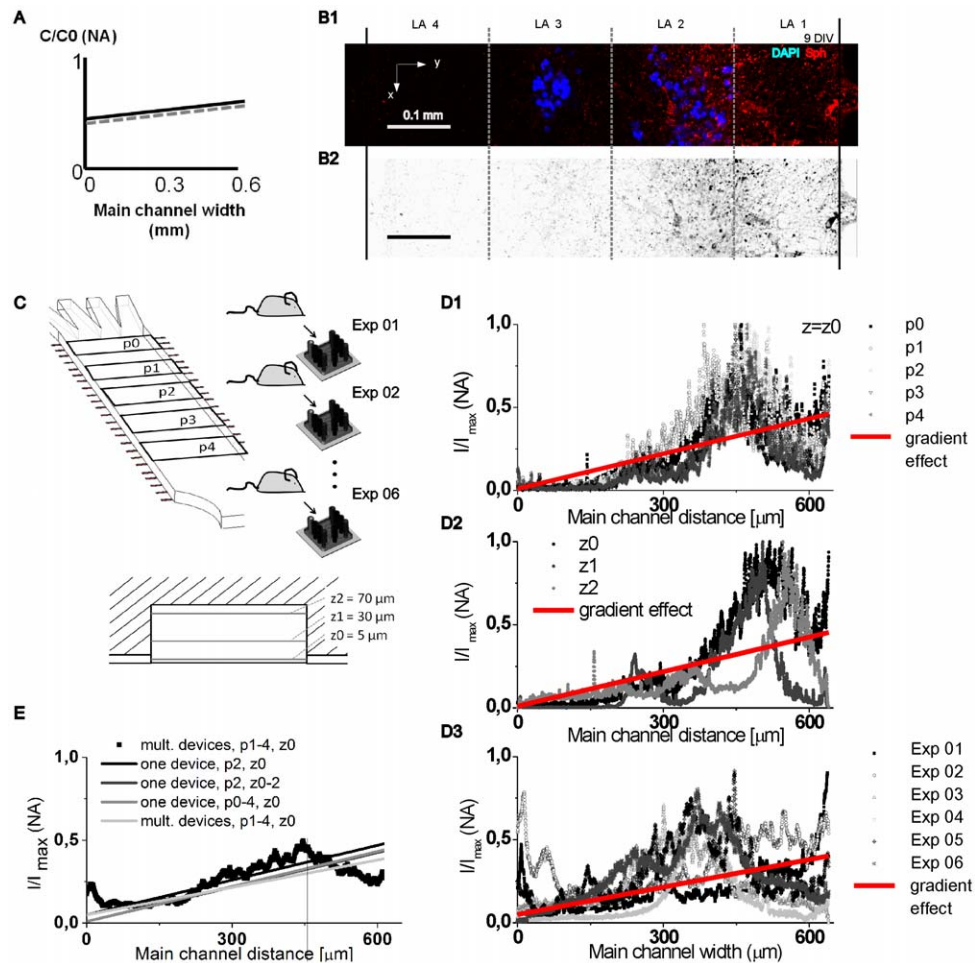 A
C/C0 (NA)
1
0
0 0.3 0.6
Main channel width
(mm)
B1
LA 4 LA 3 LA 2 LA 1
9 DIV
DAPI Sph
y
x
0.1 mm
B2
C
p0
p1
p2
p3
p4
Exp 01
Exp 02
Exp 06
z2 = 70 µm
z1 = 30 µm
z0 = 5 µm
D1
z=z0
p0
p1
p2
p3
p4
gradient
effect
I/Imax (NA)
1,0
0,5
0,0
0 300 600
Main channel distance [µm]
D2
z0
z1
z2
gradient effect
I/Imax (NA)
1,0
0,5
0,0
0 300 600
Main channel distance [µm]
E
mult. devices, p1-4, z0
one device, p2, z0
one device, p2, z0-2
one device, p0-4, z0
mult. devices, p1-4, z0
I/Imax (NA)
1,0
0,5
0,0
0 300 600
Main channel distance [µm]
D3
Exp 01
Exp 02
Exp 03
Exp 04
Exp 05
Exp 06
gradient
effect
I/Imax (NA)
1,0
0,5
0,0
0 300 600
Main channel width (µm)